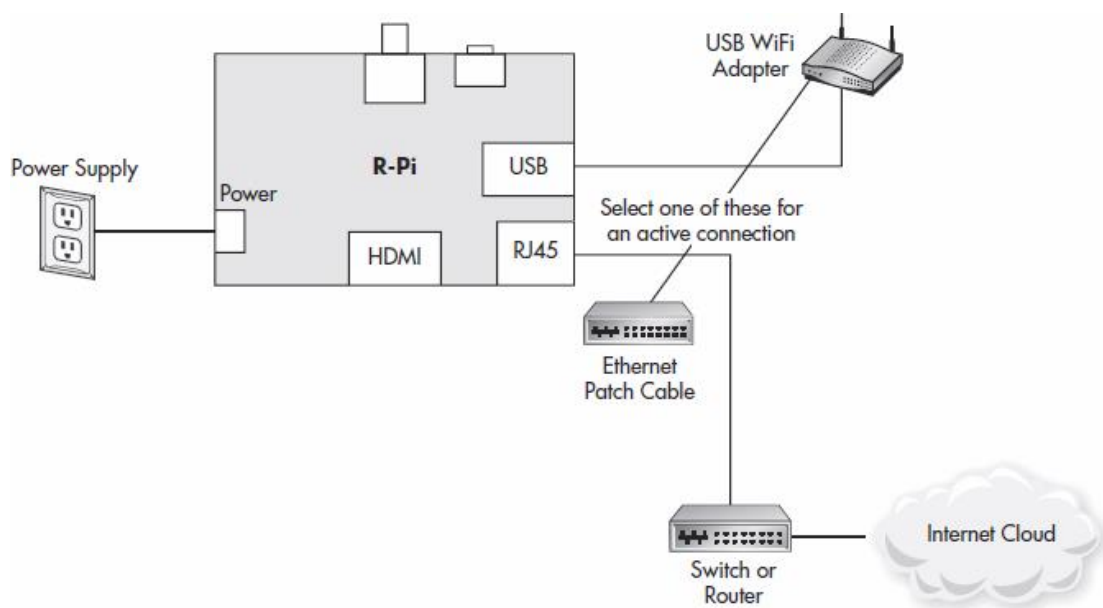 USB WiFi
Adapter
Power Supply
R-Pi
USB
Power
Select one of these for
an active connection
HDMI
RJ45
Ethernet
Patch Cable
Internet Cloud
Switch or
Router